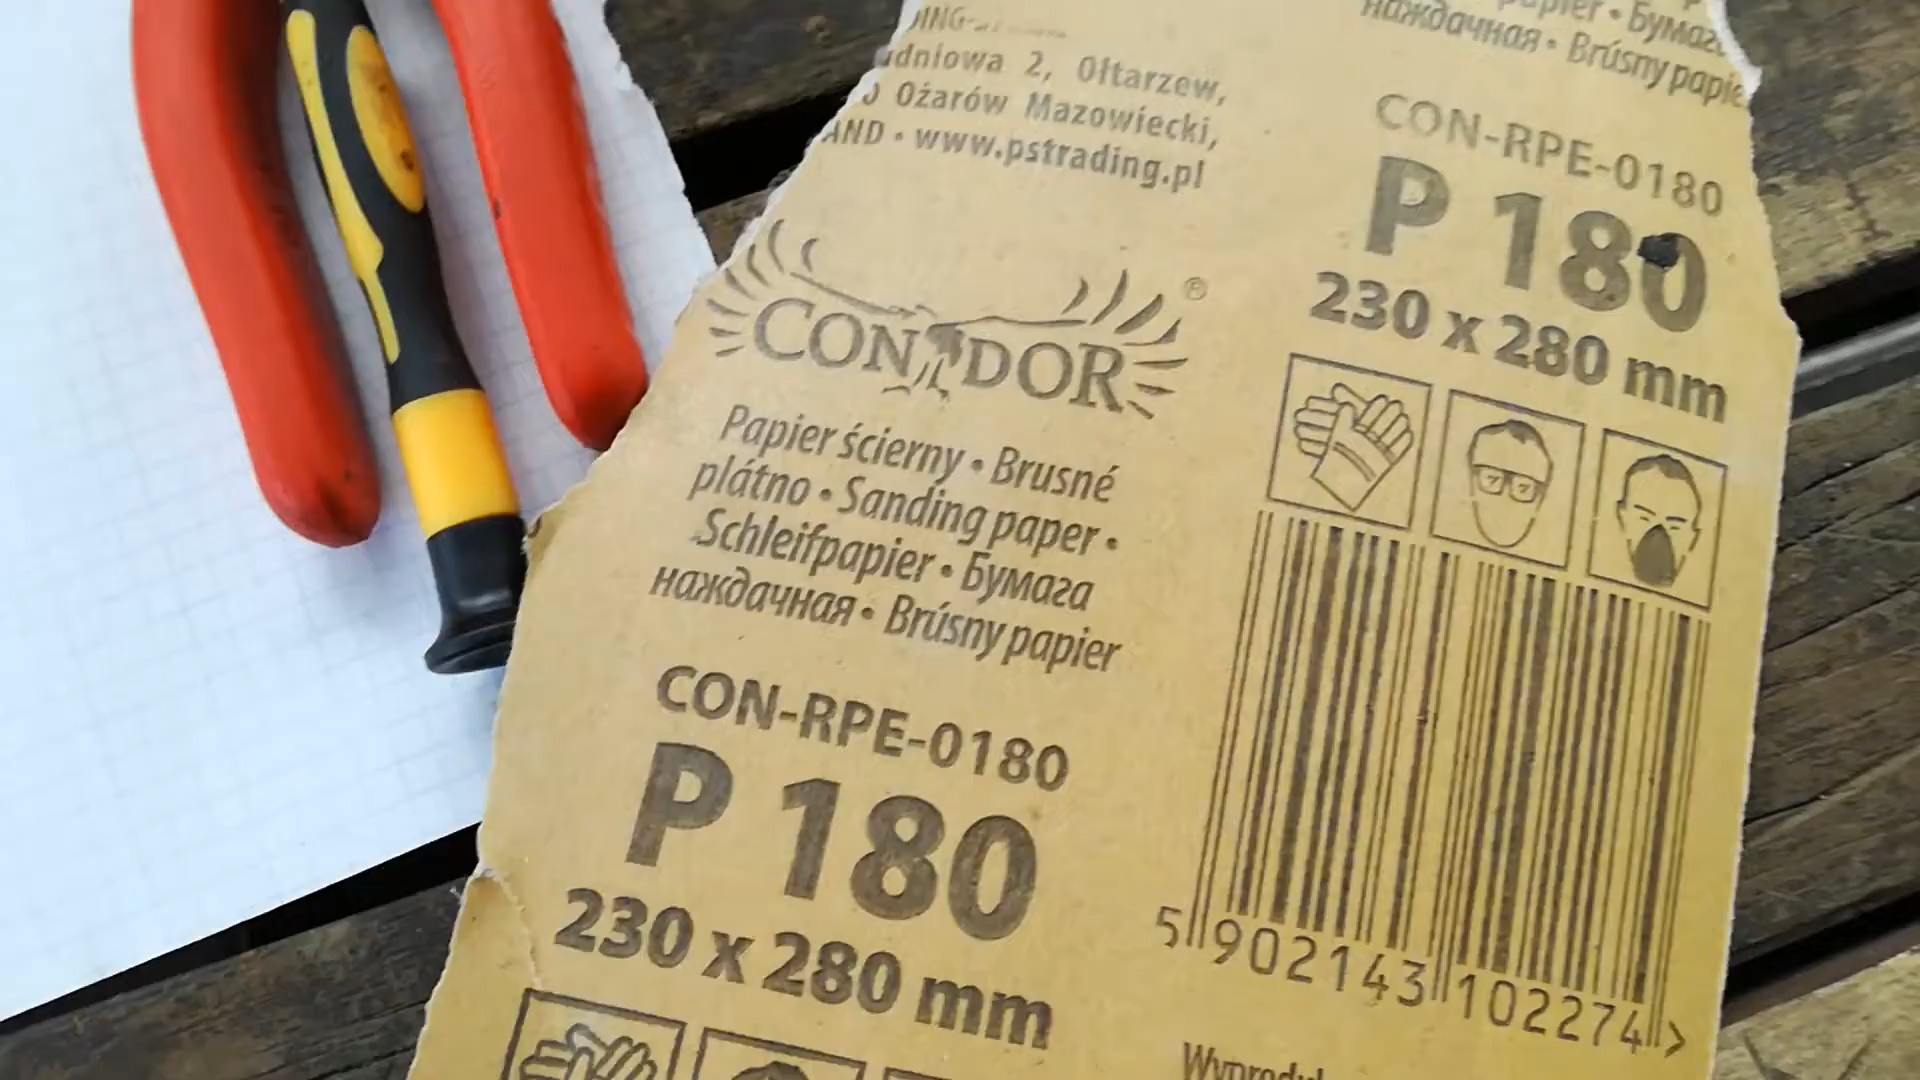 2, Ołtarzew,
Ożarów Mazowiecki,
• www.pstrading.pl
CONDOR®
Papier ścierny • Brusné
plátno • Sanding paper •
Schleifpapier • Бумага
наждачная • Brúsny papier
CON-RPE-0180
P 180
230 x 280 mm
наждачная • Brúsny papie
CON-RPE-0180
P 180
230 x 280 mm
5 902143 102274 >